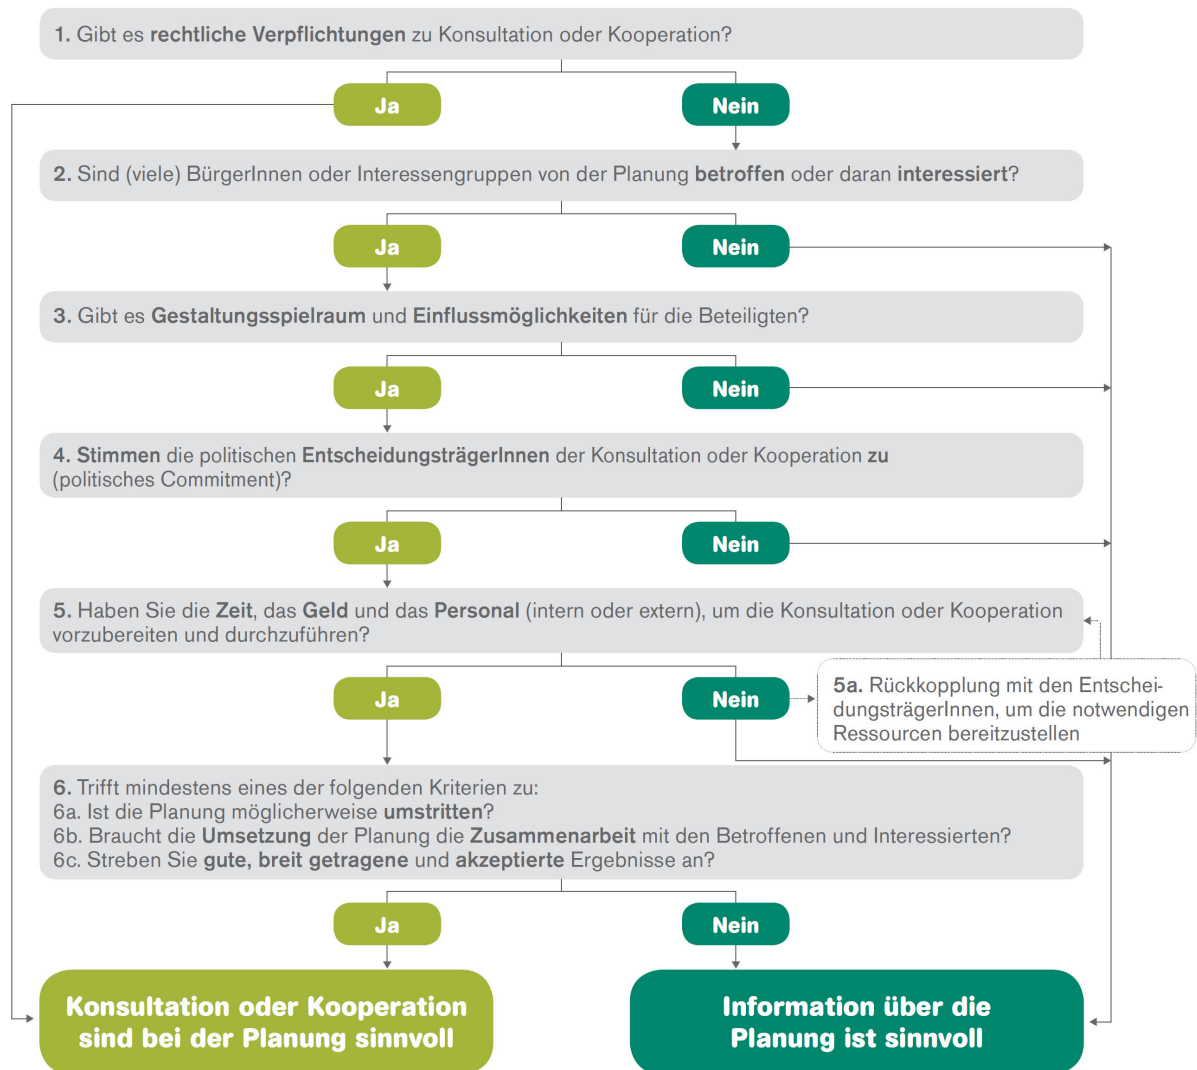 1. Gibt es rechtliche Verpflichtungen zu Konsultation oder Kooperation?
Ja
Nein
2. Sind (viele) BürgerInnen oder Interessengruppen von der Planung betroffen oder daran interessiert?
Ja
Nein
3. Gibt es Gestaltungsspielraum und Einflussmöglichkeiten für die Beteiligten?
Ja
Nein
4. Stimmen die politischen EntscheidungsträgerInnen der Konsultation oder Kooperation zu
(politisches Commitment)?
Ja
Nein
5. Haben Sie die Zeit, das Geld und das Personal (intern oder extern), um die Konsultation oder Kooperation
vorzubereiten und durchzuführen?
Ja
Nein
5a. Rückkopplung mit den Entschei-
dungsträgerInnen, um die notwendigen
Ressourcen bereitzustellen
6. Trifft mindestens eines der folgenden Kriterien zu:
6a. Ist die Planung möglicherweise umstritten?
6b. Braucht die Umsetzung der Planung die Zusammenarbeit mit den Betroffenen und Interessierten?
6c. Streben Sie gute, breit getragene und akzeptierte Ergebnisse an?
Ja
Nein
Konsultation oder Kooperation
sind bei der Planung sinnvoll
Information über die
Planung ist sinnvoll